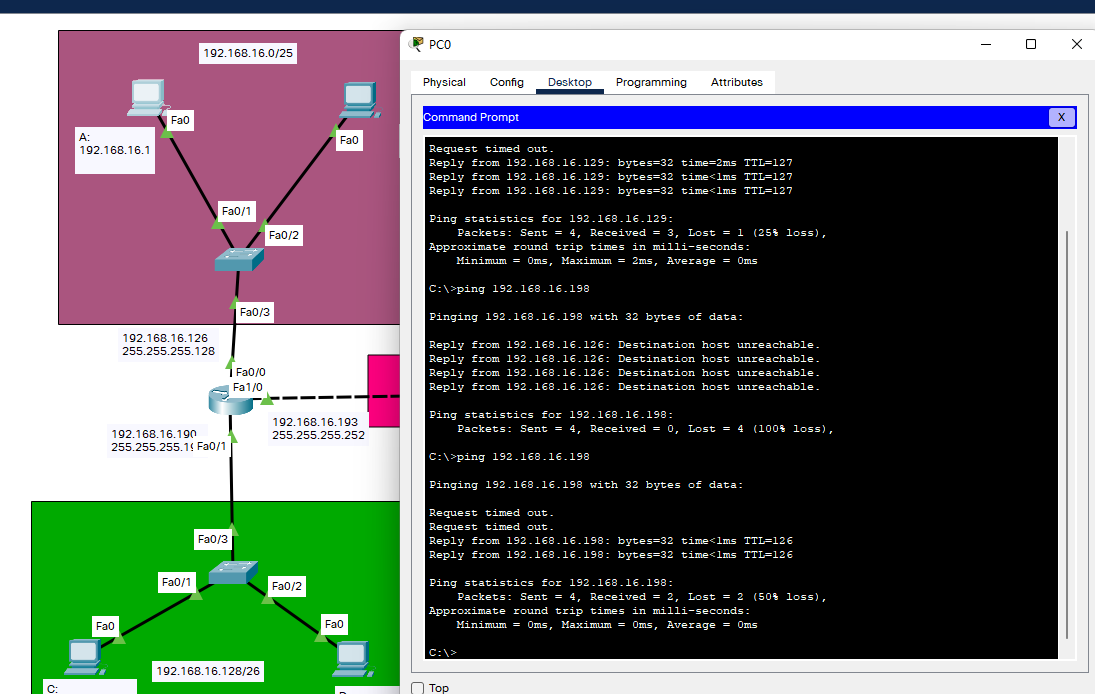 192.168.16.0/25
Fa0
A:
192.168.16.1
Fa0
Fa0/1
Fa0/2
Fa0/3
192.168.16.126
255.255.255.128
Fa0/0
Fa1/0
192.168.16.193
255.255.255.252
192.168.16.190
255.255.255.19
Fa0/1
Fa0/3
Fa0/1
Fa0/2
Fa0
Fa0
192.168.16.128/26
C:
PC0
Physical Config Desktop Programming Attributes
Command Prompt X
Request timed out.
Reply from 192.168.16.129: bytes=32 time=2ms TTL=127
Reply from 192.168.16.129: bytes=32 time<1ms TTL=127
Reply from 192.168.16.129: bytes=32 time<1ms TTL=127
Ping statistics for 192.168.16.129:
Packets: Sent = 4, Received = 3, Lost = 1 (25% loss),
Approximate round trip times in milli-seconds:
Minimum = 0ms, Maximum = 2ms, Average = 0ms
C:\>ping 192.168.16.198
Pinging 192.168.16.198 with 32 bytes of data:
Reply from 192.168.16.126: Destination host unreachable.
Reply from 192.168.16.126: Destination host unreachable.
Reply from 192.168.16.126: Destination host unreachable.
Reply from 192.168.16.126: Destination host unreachable.
Ping statistics for 192.168.16.198:
Packets: Sent = 4, Received = 0, Lost = 4 (100% loss),
C:\>ping 192.168.16.198
Pinging 192.168.16.198 with 32 bytes of data:
Request timed out.
Request timed out.
Reply from 192.168.16.198: bytes=32 time<1ms TTL=126
Reply from 192.168.16.198: bytes=32 time<1ms TTL=126
Ping statistics for 192.168.16.198:
Packets: Sent = 4, Received = 2, Lost = 2 (50% loss),
Approximate round trip times in milli-seconds:
Minimum = 0ms, Maximum = 0ms, Average = 0ms
C:\>
Top